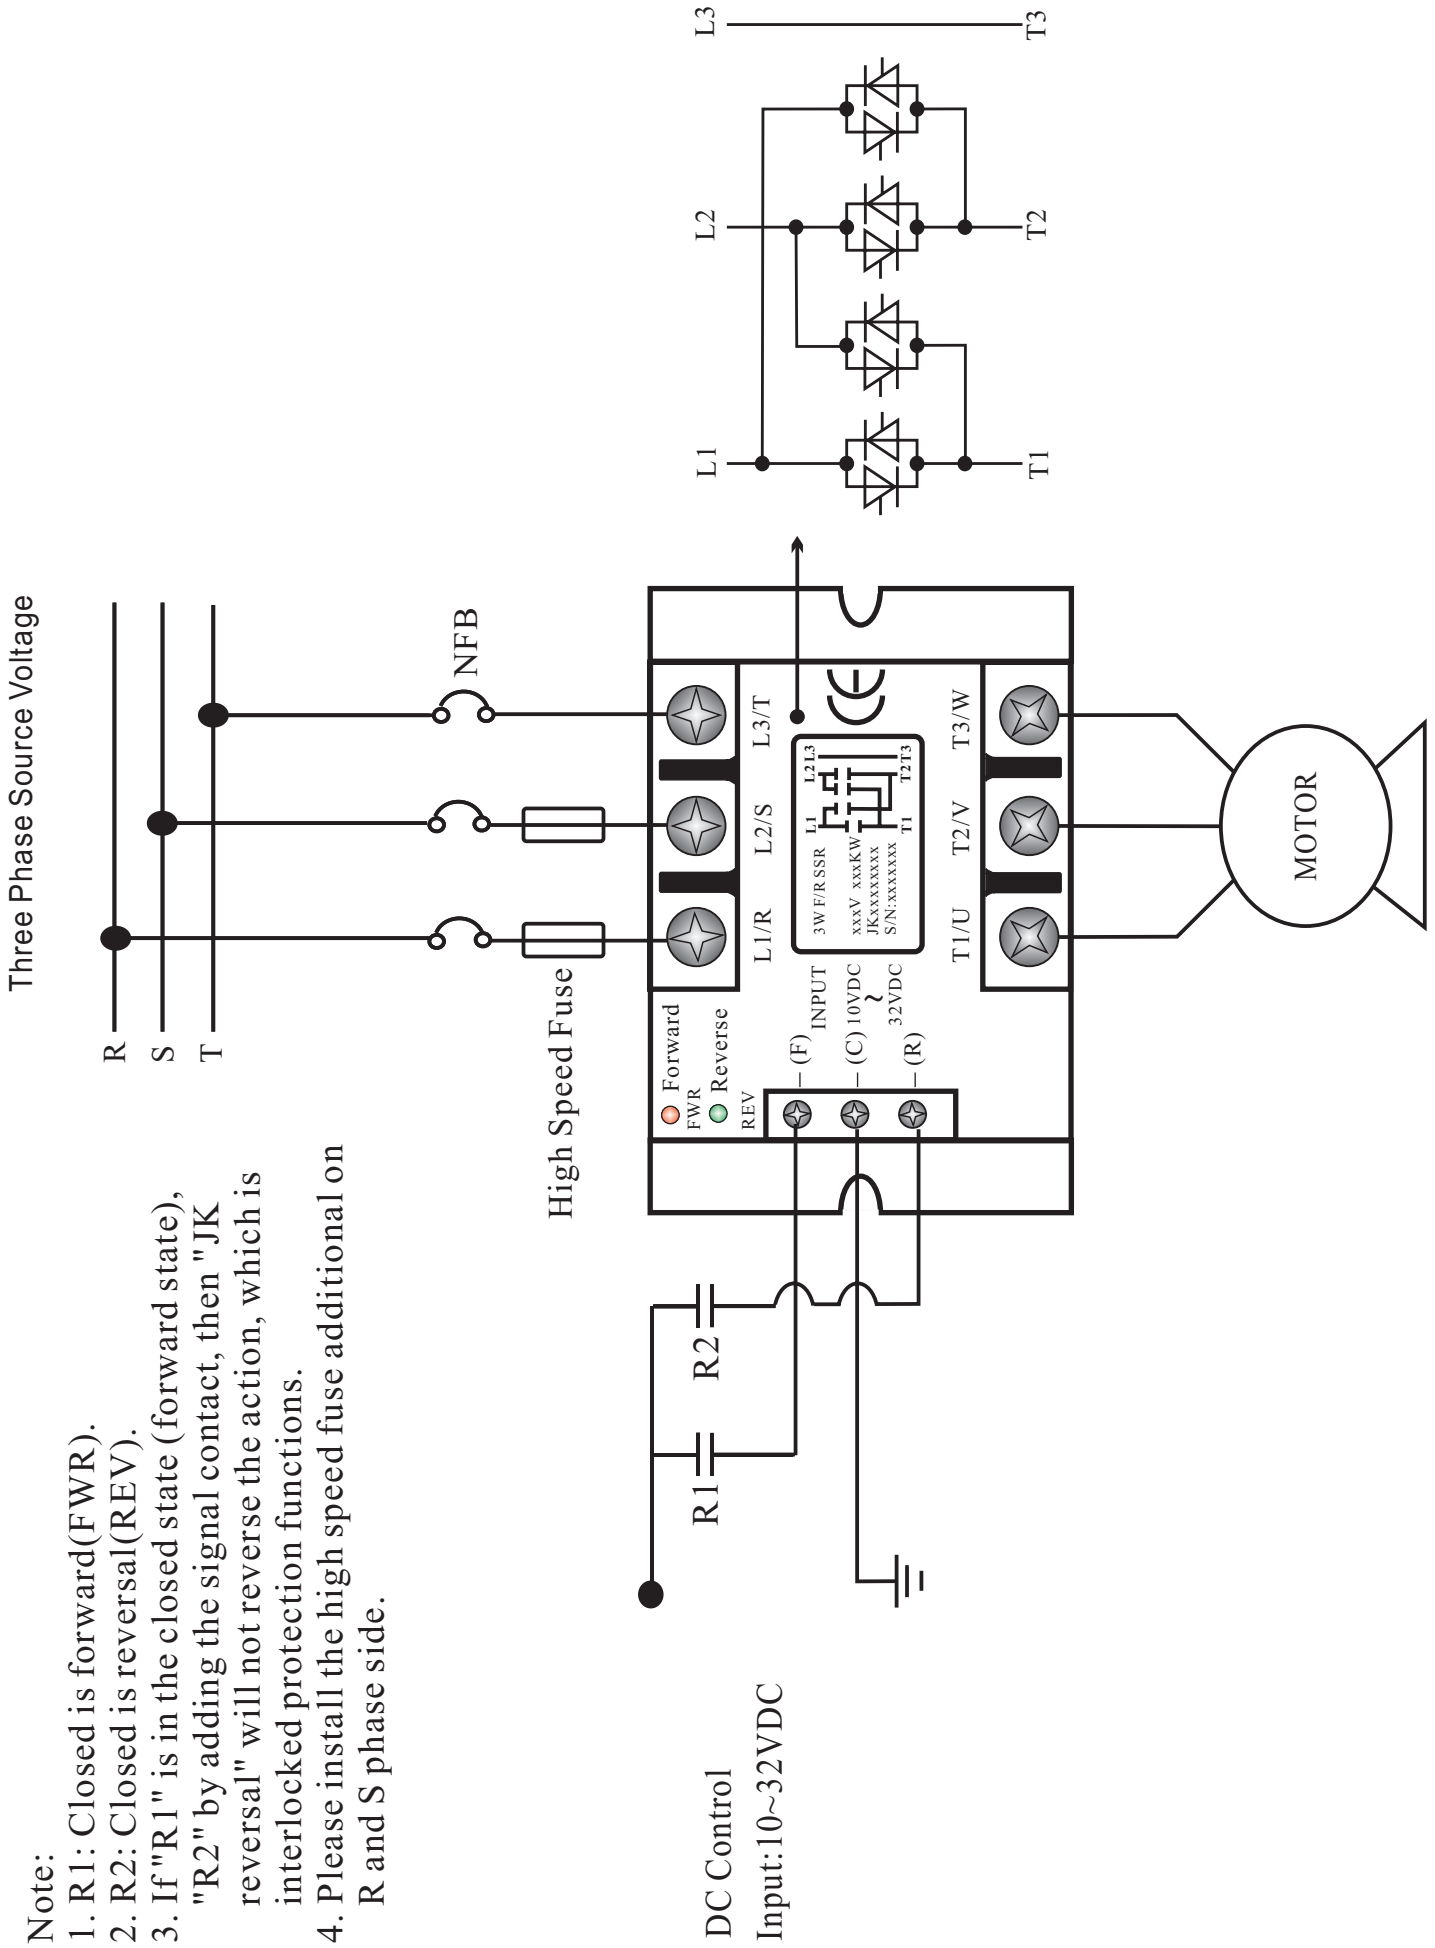 Note:
1. R1: Closed is forward(FWR).
2. R2: Closed is reversal(REV).
3. If "R1" is in the closed state (forward state),
"R2" by adding the signal contact, then "JK
reversal" will not reverse the action, which is
interlocked protection functions.
4. Please install the high speed fuse additional on
R and S phase side.
Three Phase Source Voltage
R
S
T
NFB
High Speed Fuse
Forward
FWR
Reverse
REV
L1/R
L2/S
L3/T
(F)
INPUT
(C) 10VDC
~
32VDC
(R)
3W F/R SSR
xxxV xxxKW
JKxxxxxxxx
S/N:xxxxxxx
L1
L2 L3
T1
T2 T3
CE
T1/U
T2/V
T3/W
MOTOR
R1
R2
DC Control
Input:10~32VDC
L1
L2
L3
T1
T2
T3